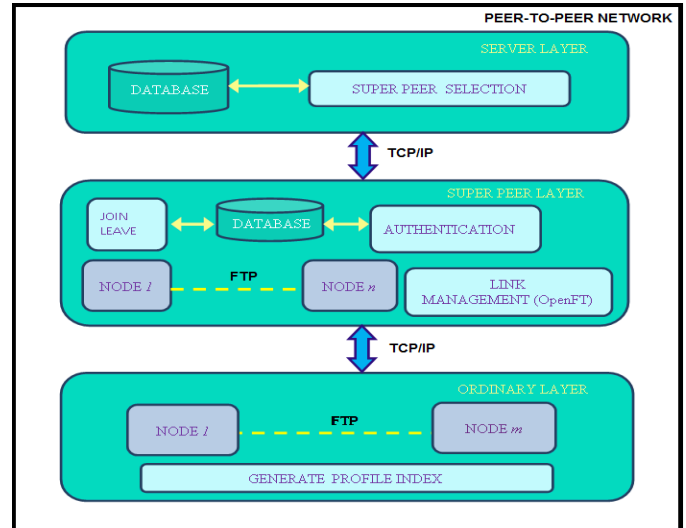 PEER-TO-PEER NETWORK
SERVER LAYER
DATABASE
SUPER PEER SELECTION
TCP/IP
SUPER PEER LAYER
JOIN
LEAVE
DATABASE
AUTHENTICATION
NODE 1
FTP
NODE n
LINK
MANAGEMENT (OpenFT)
TCP/IP
ORDINARY LAYER
NODE 1
FTP
NODE m
GENERATE PROFILE INDEX